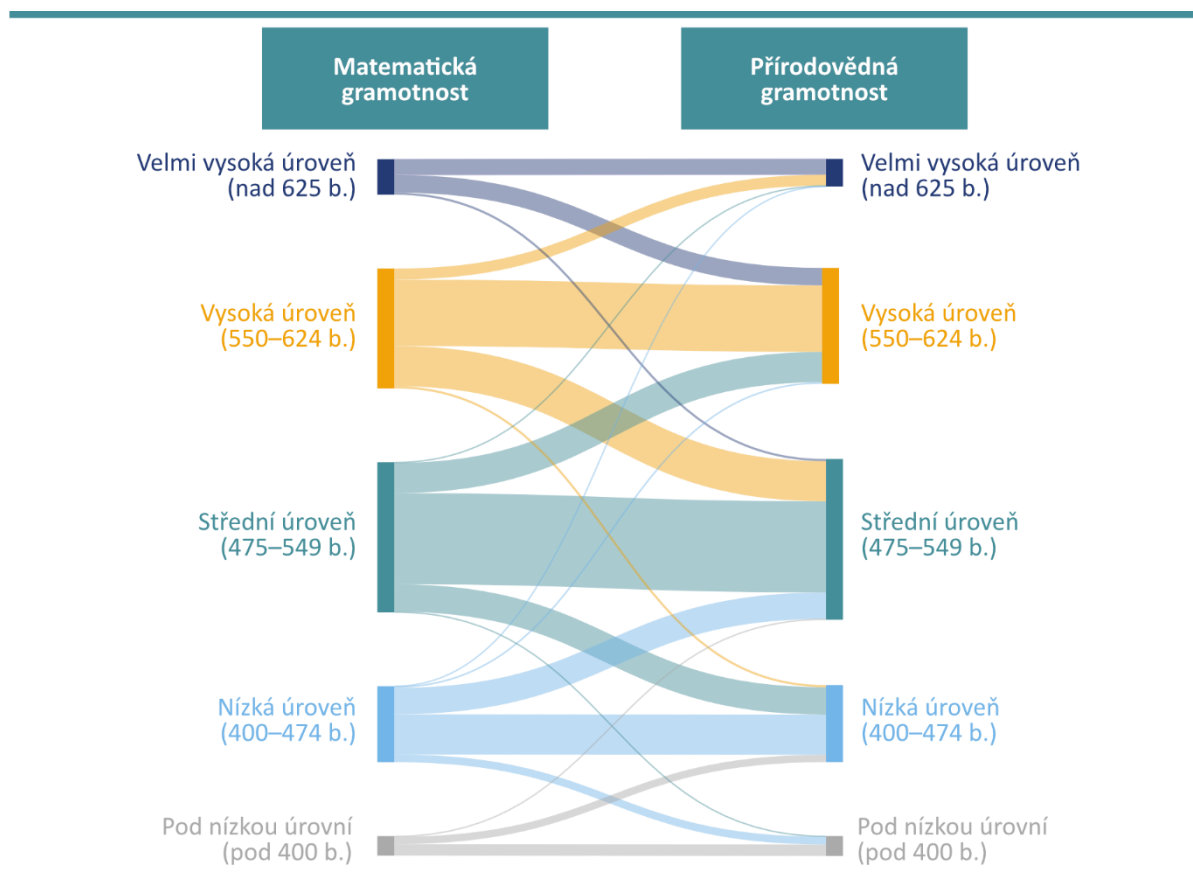 Matematická
gramotnost
Přírodovědná
gramotnost
Velmi vysoká úroveň
(nad 625 b.)
Velmi vysoká úroveň
(nad 625 b.)
Vysoká úroveň
(550–624 b.)
Vysoká úroveň
(550–624 b.)
Střední úroveň
(475–549 b.)
Střední úroveň
(475–549 b.)
Nízká úroveň
(400–474 b.)
Nízká úroveň
(400–474 b.)
Pod nízkou úrovní
(pod 400 b.)
Pod nízkou úrovní
(pod 400 b.)